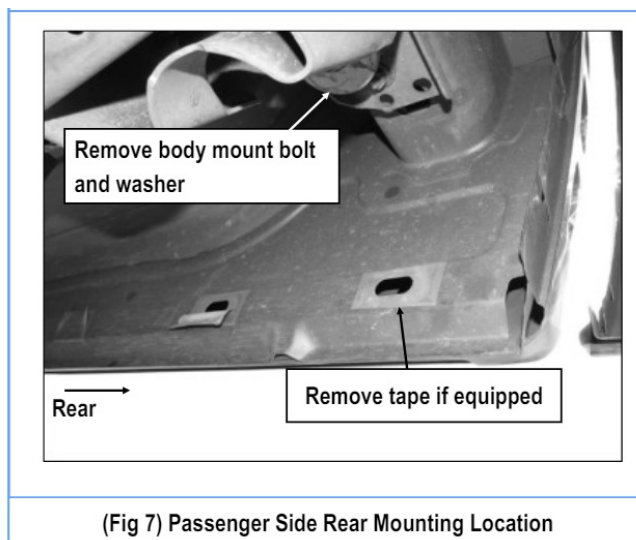 Remove body mount bolt
and washer
Remove tape if equipped
Rear
(Fig 7) Passenger Side Rear Mounting Location